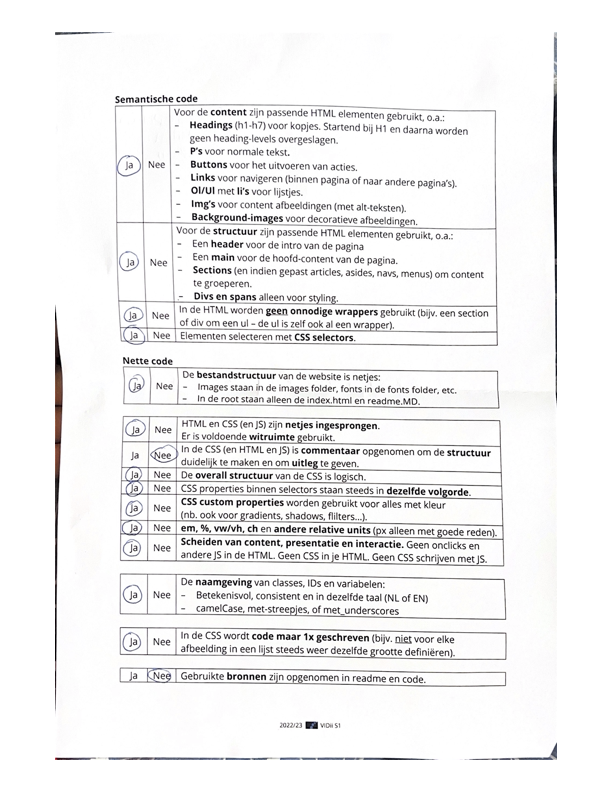 Semantische code
Voor de content zijn passende HTML elementen gebruikt, o.a.:
– Headings (h1-h7) voor kopjes. Startend bij H1 en daarna worden
geen heading-levels overgeslagen.
– P's voor normale tekst.
Ja Nee – Buttons voor het uitvoeren van acties.
– Links voor navigeren (binnen pagina of naar andere pagina's).
– Ol/Ul met li's voor lijstjes.
– Img's voor content afbeeldingen (met alt-teksten).
– Background-images voor decoratieve afbeeldingen.
Voor de structuur zijn passende HTML elementen gebruikt, o.a.:
– Een header voor de intro van de pagina
Ja Nee – Een main voor de hoofd-content van de pagina.
– Sections (en indien gepast articles, asides, navs, menus) om content
te groeperen.
– Divs en spans alleen voor styling.
Ja Nee In de HTML worden geen onnodige wrappers gebruikt (bijv. een section
of div om een ul – de ul is zelf ook al een wrapper).
Ja Nee Elementen selecteren met CSS selectors.
Nette code
De bestandstructuur van de website is netjes:
Ja Nee – Images staan in de images folder, fonts in de fonts folder, etc.
– In de root staan alleen de index.html en readme.MD.
Ja Nee HTML en CSS (en JS) zijn netjes ingesprongen.
Er is voldoende witruimte gebruikt.
Ja Nee In de CSS (en HTML en JS) is commentaar opgenomen om de structuur
duidelijk te maken en om uitleg te geven.
Ja Nee De overall structuur van de CSS is logisch.
Ja Nee CSS properties binnen selectors staan steeds in dezelfde volgorde.
Ja Nee CSS custom properties worden gebruikt voor alles met kleur
(nb. ook voor gradients, shadows, flilters...).
Ja Nee em, %, vw/vh, ch en andere relative units (px alleen met goede reden).
Ja Nee Scheiden van content, presentatie en interactie. Geen onclicks en
andere JS in de HTML. Geen CSS in je HTML. Geen CSS schrijven met JS.
De naamgeving van classes, IDs en variabelen:
Ja Nee – Betekenisvol, consistent en in dezelfde taal (NL of EN)
– camelCase, met-streepjes, of met_underscores
Ja Nee In de CSS wordt code maar 1x geschreven (bijv. niet voor elke
afbeelding in een lijst steeds weer dezelfde grootte definiëren).
Ja Nee Gebruikte bronnen zijn opgenomen in readme en code.
2022/23 ViDii S1